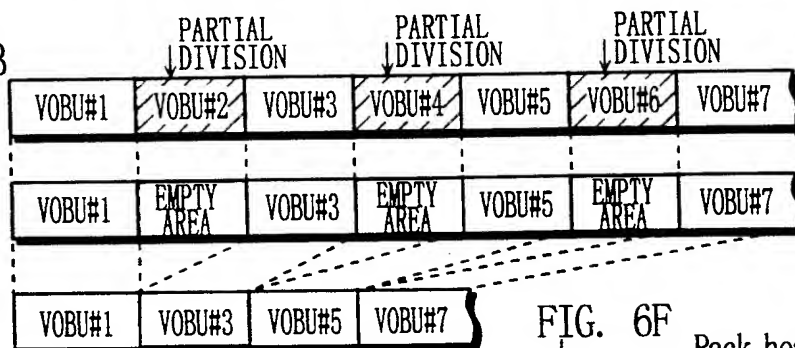 PARTIAL DIVISION PARTIAL DIVISION PARTIAL DIVISION
B
VOBU#1 VOBU#2 VOBU#3 VOBU#4 VOBU#5 VOBU#6 VOBU#7
VOBU#1 EMPTY AREA VOBU#3 EMPTY AREA VOBU#5 EMPTY AREA VOBU#7
VOBU#1 VOBU#3 VOBU#5 VOBU#7
FIG. 6F
Pack